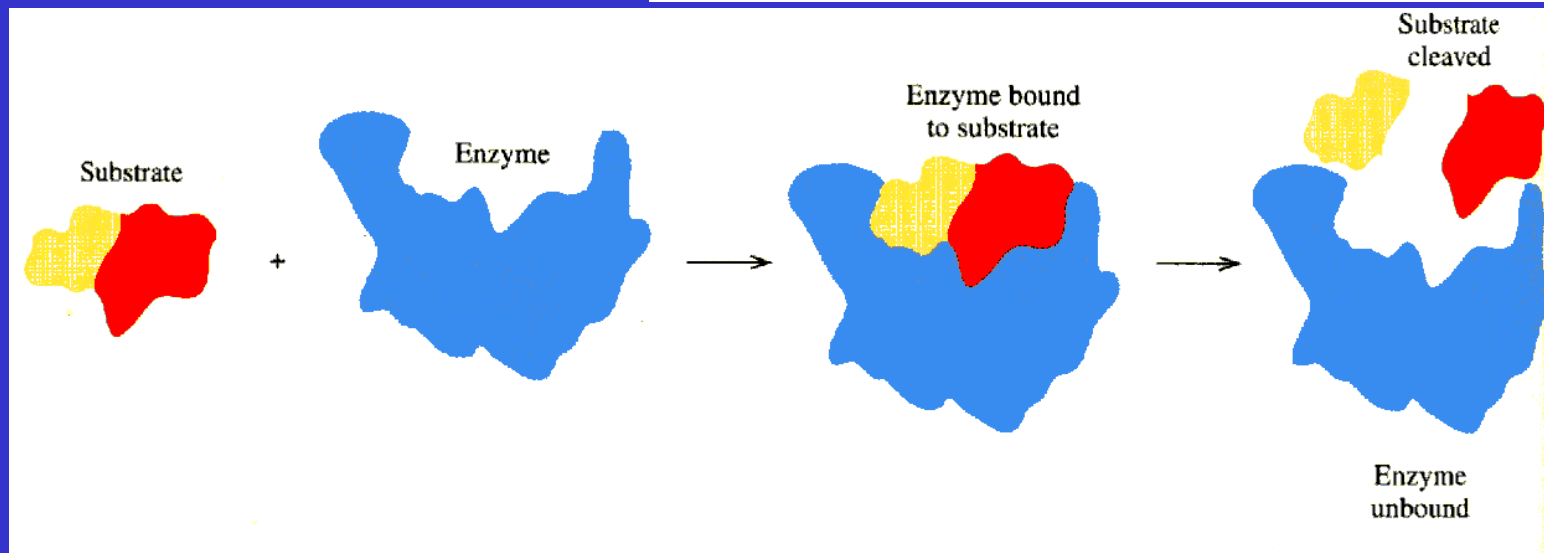 Substrate
+
Enzyme
Enzyme bound
to substrate
Substrate
cleaved
Enzyme
unbound